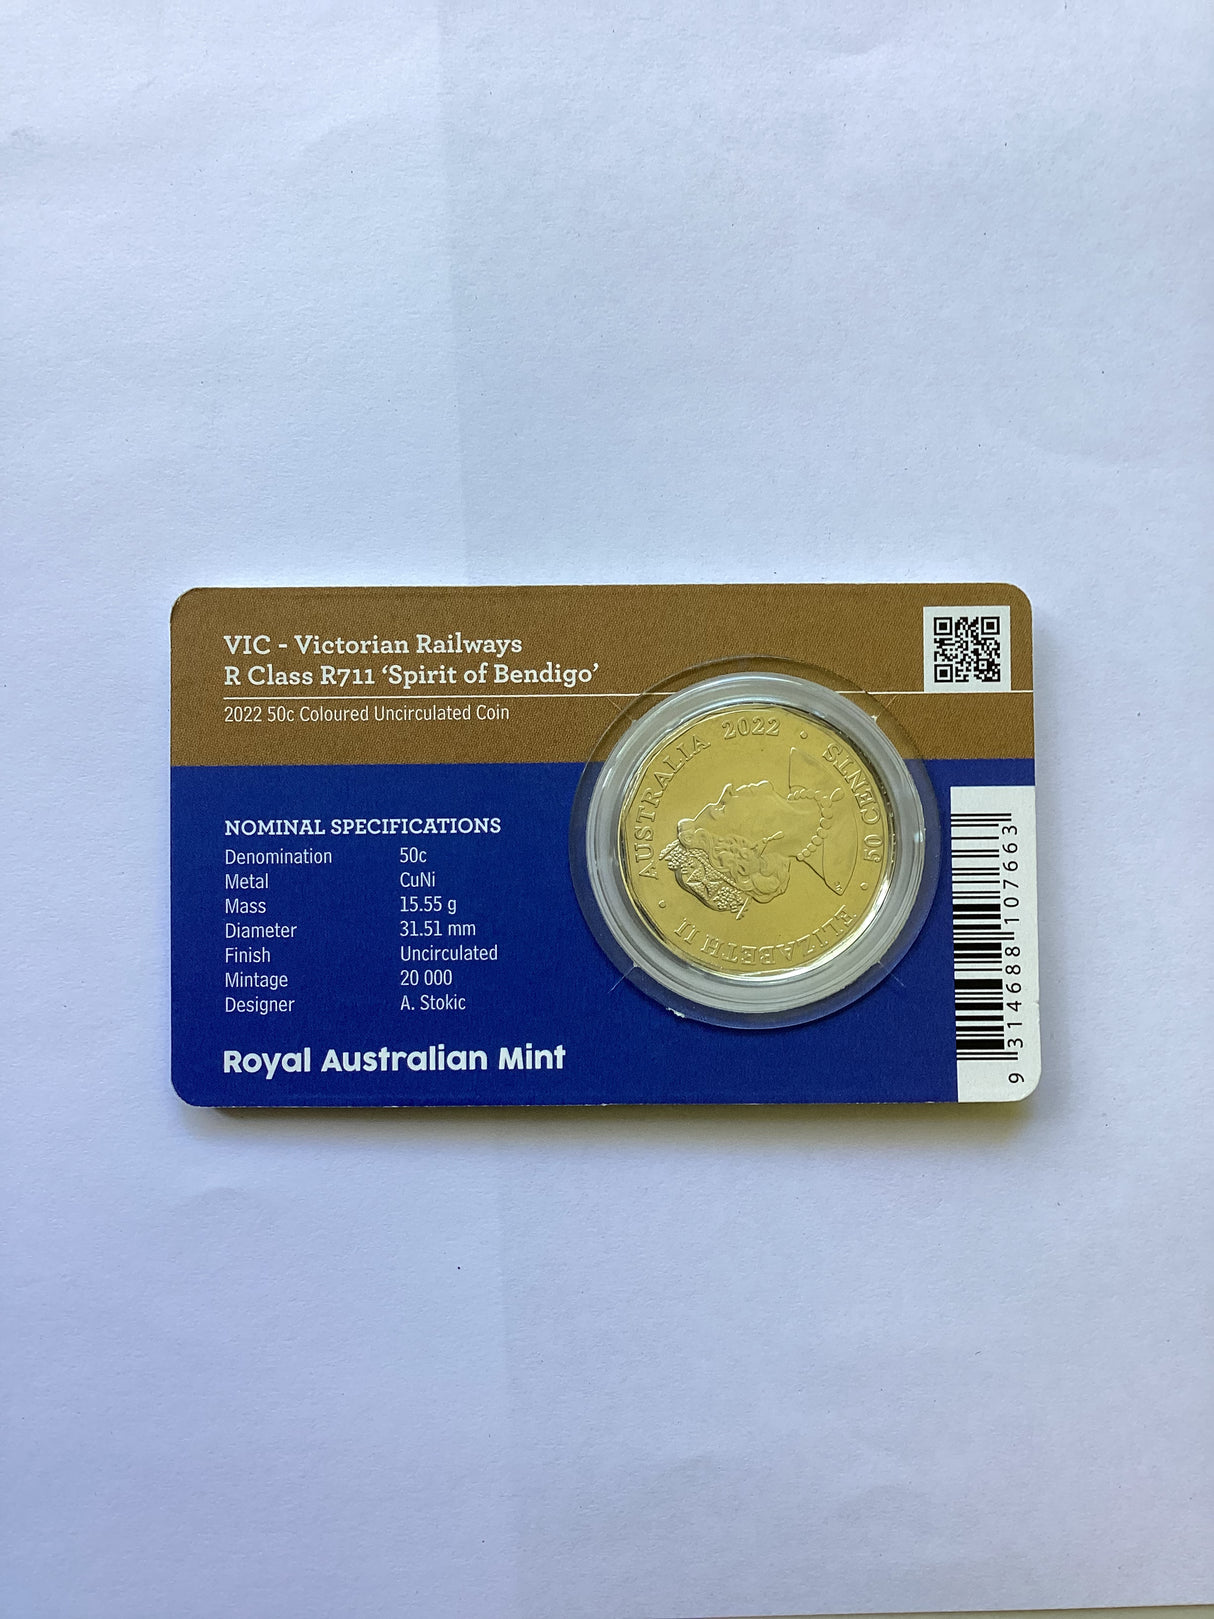 VIC - Victorian Railways
R Class R711 ‘Spirit of Bendigo’
2022 50c Coloured Uncirculated Coin
NOMINAL SPECIFICATIONS
Denomination 50c
Metal CuNi
Mass 15.55 g
Diameter 31.51 mm
Finish Uncirculated
Mintage 20 000
Designer A. Stokic
Royal Australian Mint
ELIZABETH II • AUSTRALIA 2022 • 50 CENTS •
9 314688 107663